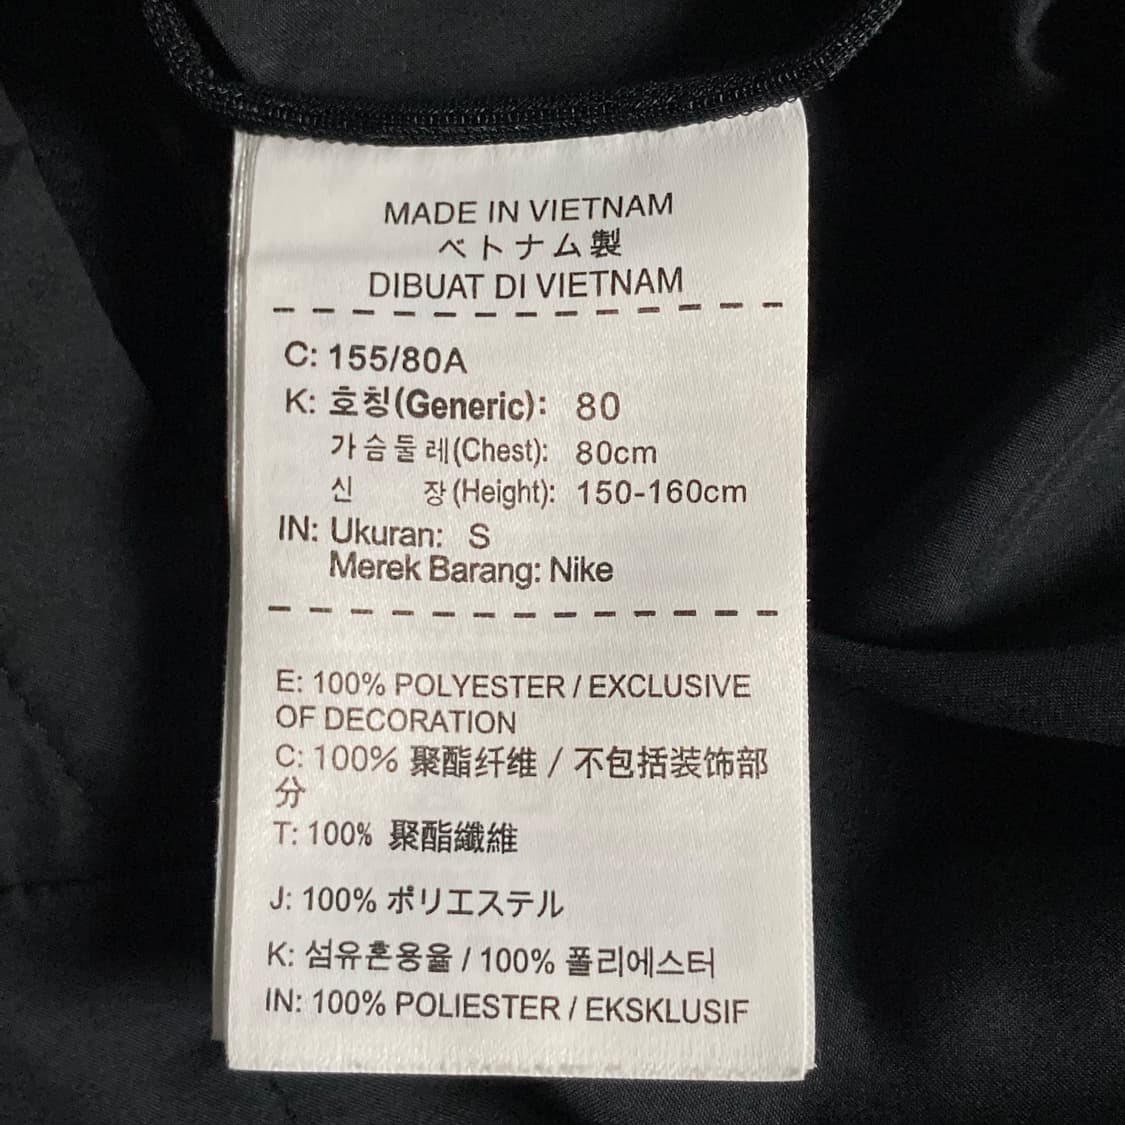 MADE IN VIETNAM
ベトナム製
DIBUAT DI VIETNAM
C: 155/80A
K: 호칭(Generic): 80
가슴둘레(Chest): 80cm
신 장(Height): 150-160cm
IN: Ukuran: S
Merek Barang: Nike
E: 100% POLYESTER / EXCLUSIVE
OF DECORATION
C: 100% 聚酯纤维 / 不包括装饰部
分
T: 100% 聚酯纖維
J: 100% ポリエステル
K: 섬유혼용율 / 100% 폴리에스터
IN: 100% POLIESTER / EKSKLUSIF